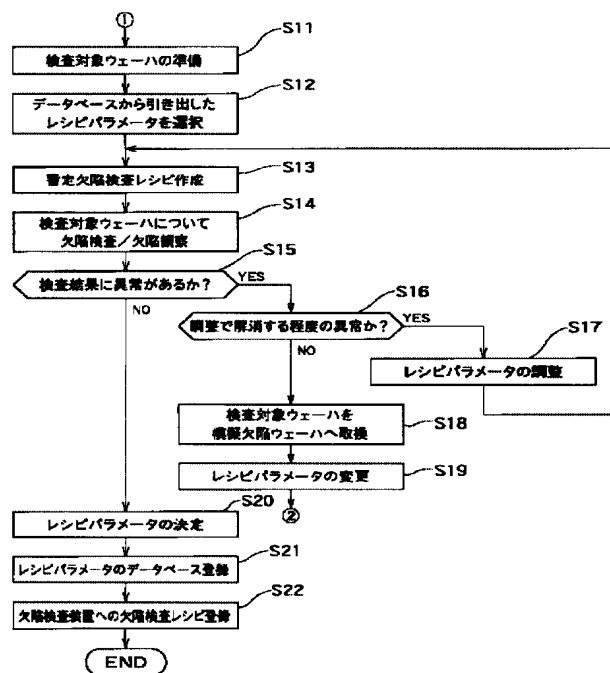 ①
S11
検査対象ウェーハの準備
S12
データベースから引き出した
レシピパラメータを選択
S13
暫定欠陥検査レシピ作成
S14
検査対象ウェーハについて
欠陥検査/欠陥観察
S15
検査結果に異常があるか?
YES
NO
S16
調整で解消する程度の異常か?
YES
NO
S17
レシピパラメータの調整
検査対象ウェーハを
模擬欠陥ウェーハへ取換
S18
レシピパラメータの変更
S19
②
S20
レシピパラメータの決定
S21
レシピパラメータのデータベース登録
S22
欠陥検査装置への欠陥検査レシピ登録
END